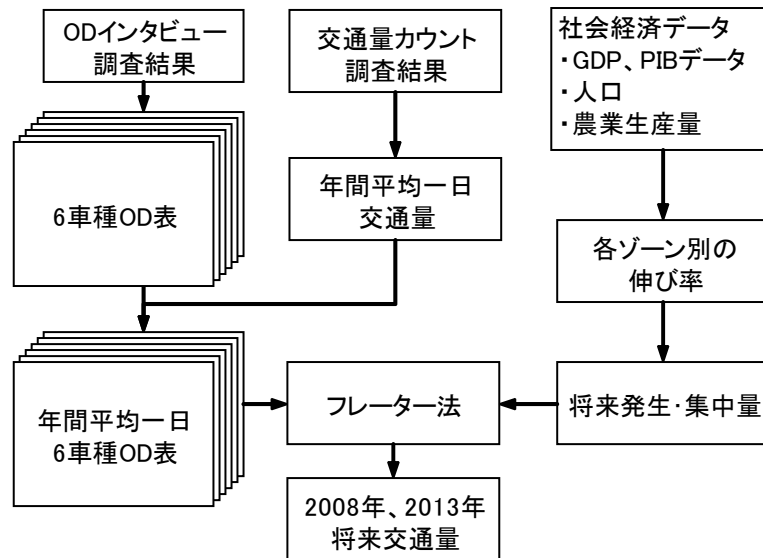 ODインタビュー
調査結果
交通量カウント
調査結果
社会経済データ
・GDP、PIBデータ
・人口
・農業生産量
6車種OD表
年間平均一日
交通量
各ゾーン別の
伸び率
年間平均一日
6車種OD表
フレーター法
将来発生・集中量
2008年、2013年
将来交通量